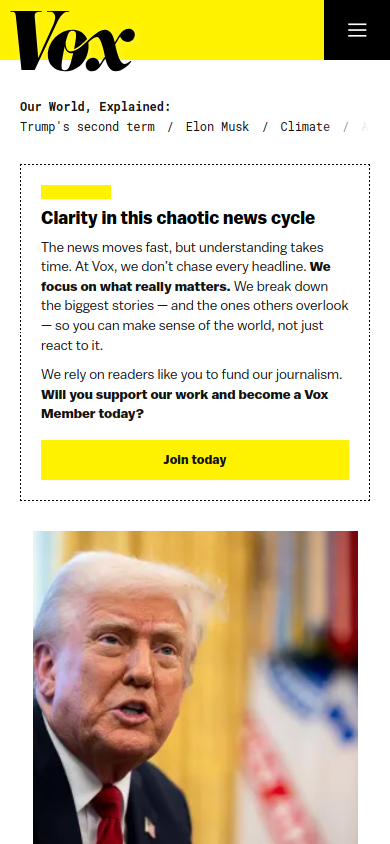 Vox
Our World, Explained:
Trump's second term / Elon Musk / Climate /
Clarity in this chaotic news cycle
The news moves fast, but understanding takes
time. At Vox, we don't chase every headline. We
focus on what really matters. We break down
the biggest stories — and the ones others overlook
— so you can make sense of the world, not just
react to it.
We rely on readers like you to fund our journalism.
Will you support our work and become a Vox
Member today?
Join today